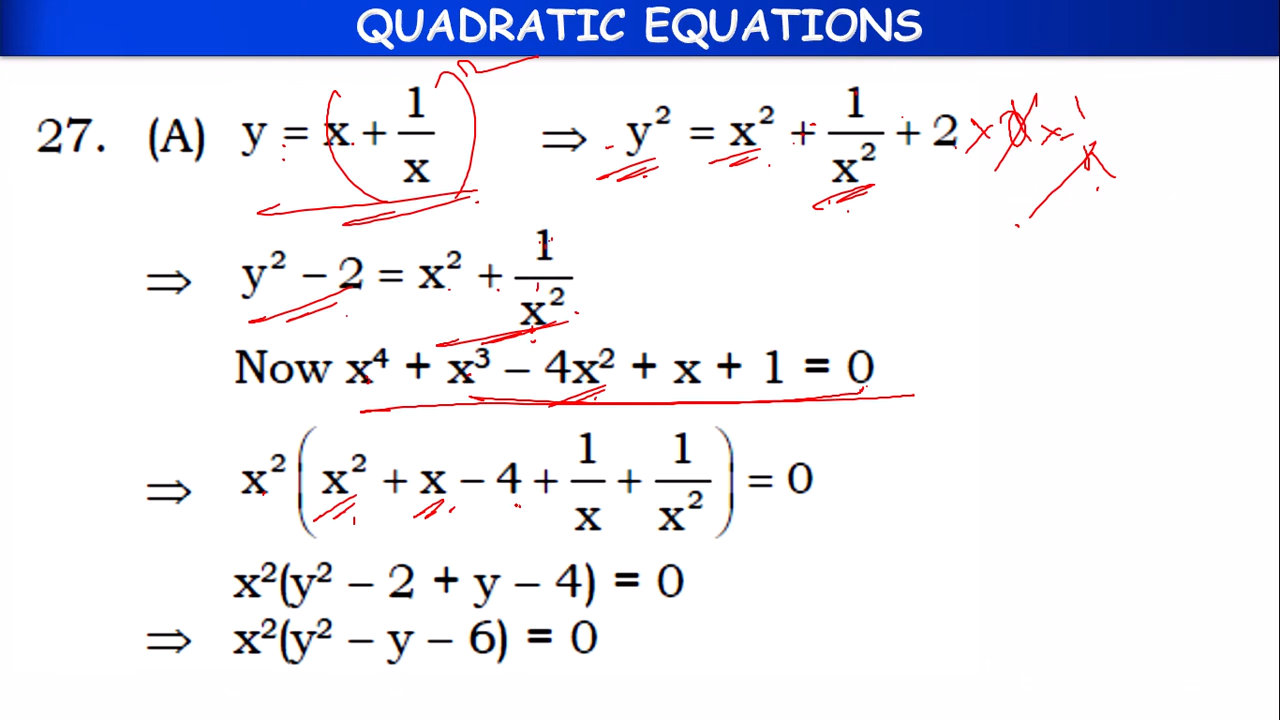 QUADRATIC EQUATIONS
27. (A) y = x + 1/x ⇒ y² = x² + 1/x² + 2 × x × 1/x
⇒ y² − 2 = x² + 1/x²
Now x⁴ + x³ − 4x² + x + 1 = 0
⇒ x² ( x² + x − 4 + 1/x + 1/x² ) = 0
x²(y² − 2 + y − 4) = 0
⇒ x²(y² − y − 6) = 0